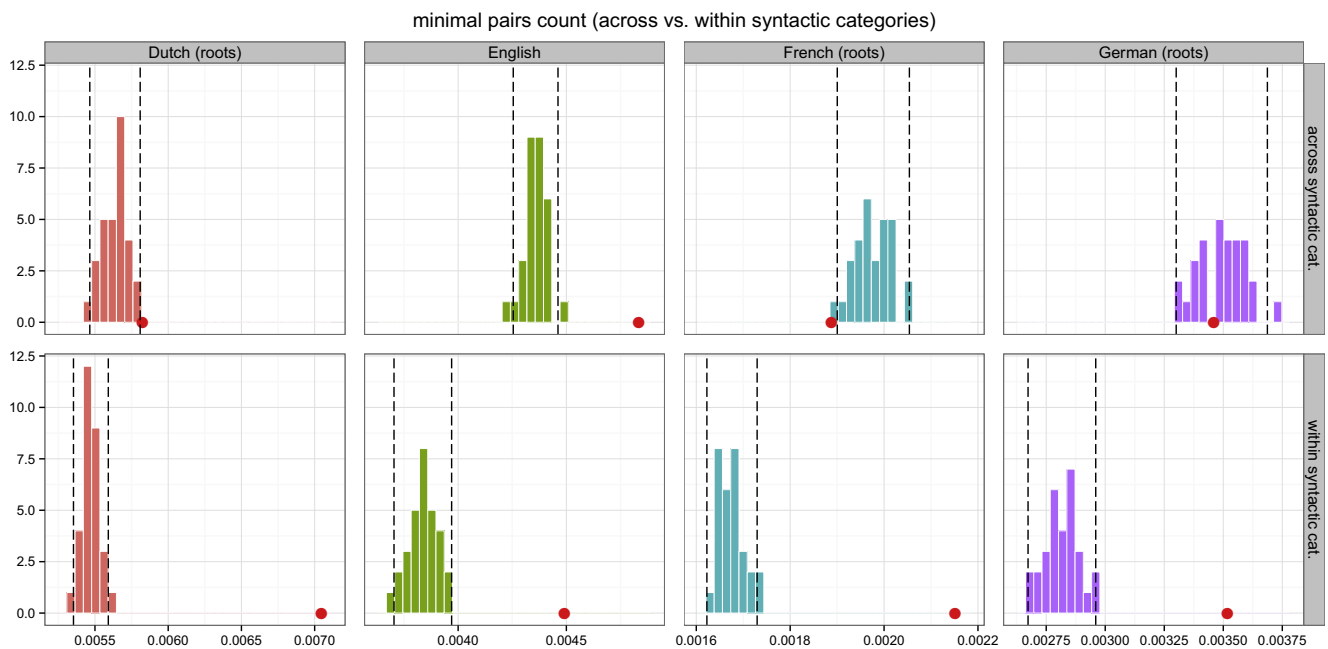 minimal pairs count (across vs. within syntactic categories)
Dutch (roots) English French (roots) German (roots)
12.5
10.0
7.5
5.0
2.5
0.0
across syntactic cat.
12.5
10.0
7.5
5.0
2.5
0.0
within syntactic cat.
0.0055 0.0060 0.0065 0.0070 0.0040 0.0045 0.0016 0.0018 0.0020 0.0022 0.00275 0.00300 0.00325 0.00350 0.00375